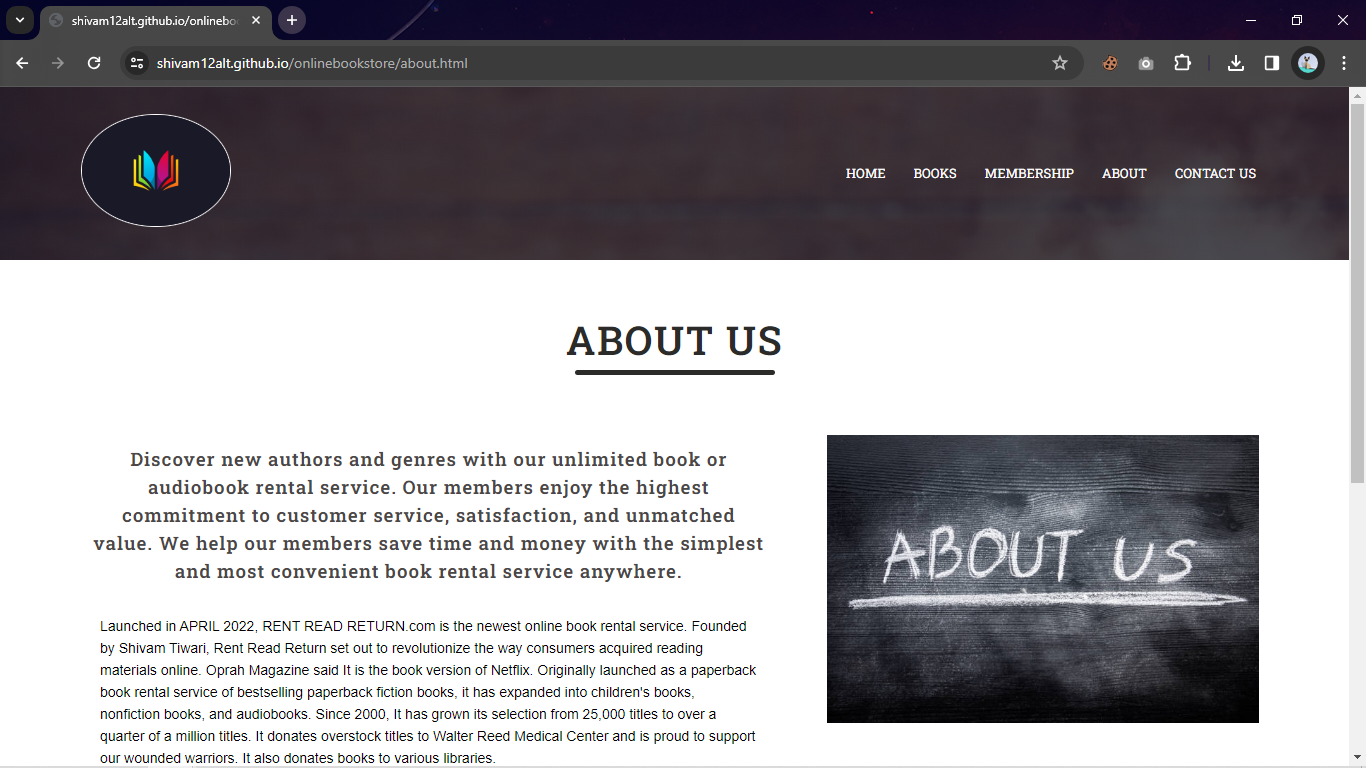 shivam12alt.github.io/onlinebo
shivam12alt.github.io/onlinebookstore/about.html
HOME BOOKS MEMBERSHIP ABOUT CONTACT US
ABOUT US
Discover new authors and genres with our unlimited book or
audiobook rental service. Our members enjoy the highest
commitment to customer service, satisfaction, and unmatched
value. We help our members save time and money with the simplest
and most convenient book rental service anywhere.
Launched in APRIL 2022, RENT READ RETURN.com is the newest online book rental service. Founded
by Shivam Tiwari, Rent Read Return set out to revolutionize the way consumers acquired reading
materials online. Oprah Magazine said It is the book version of Netflix. Originally launched as a paperback
book rental service of bestselling paperback fiction books, it has expanded into children's books,
nonfiction books, and audiobooks. Since 2000, It has grown its selection from 25,000 titles to over a
quarter of a million titles. It donates overstock titles to Walter Reed Medical Center and is proud to support
our wounded warriors. It also donates books to various libraries.
ABOUT US